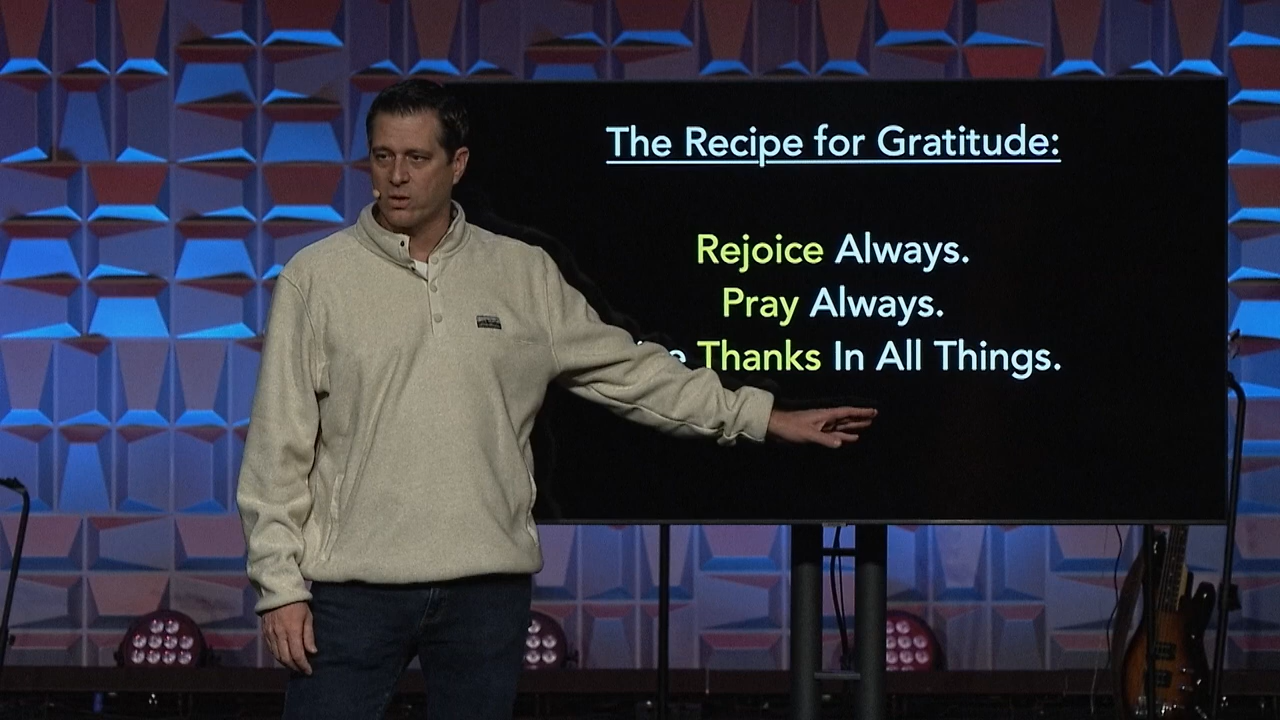 The Recipe for Gratitude:
Rejoice Always.
Pray Always.
Thanks In All Things.